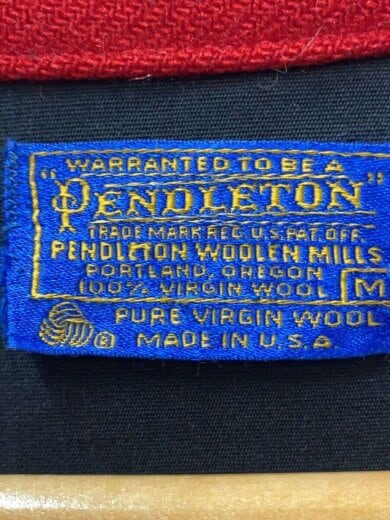 WARRANTED TO BE A
"PENDLETON"
TRADE MARK REG. U.S. PAT. OFF.
PENDLETON WOOLEN MILLS
PORTLAND, OREGON
100% VIRGIN WOOL M
PURE VIRGIN WOOL
® MADE IN U.S.A.